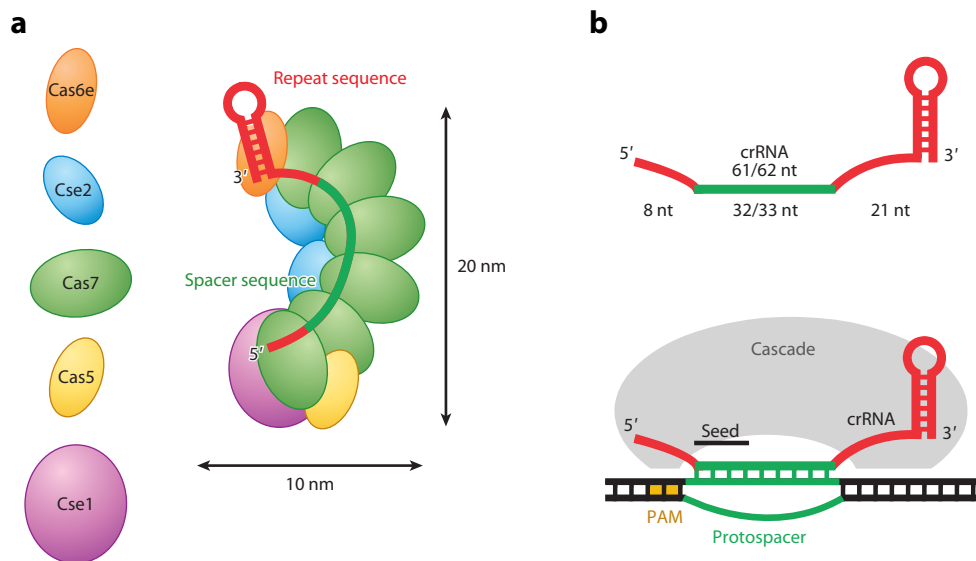 a
Cas6e
Cse2
Cas7
Cas5
Cse1
Repeat sequence
3′
Spacer sequence
5′
20 nm
10 nm
b
5′
crRNA
61/62 nt
3′
8 nt
32/33 nt
21 nt
Cascade
5′
Seed
crRNA
3′
PAM
Protospacer